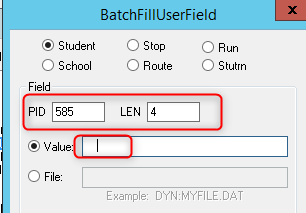 BatchFillUserField
Student Stop Run
School Route Stutrn
Field
PID 585 LEN 4
Value:
File:
Example: DYN:MYFILE.DAT